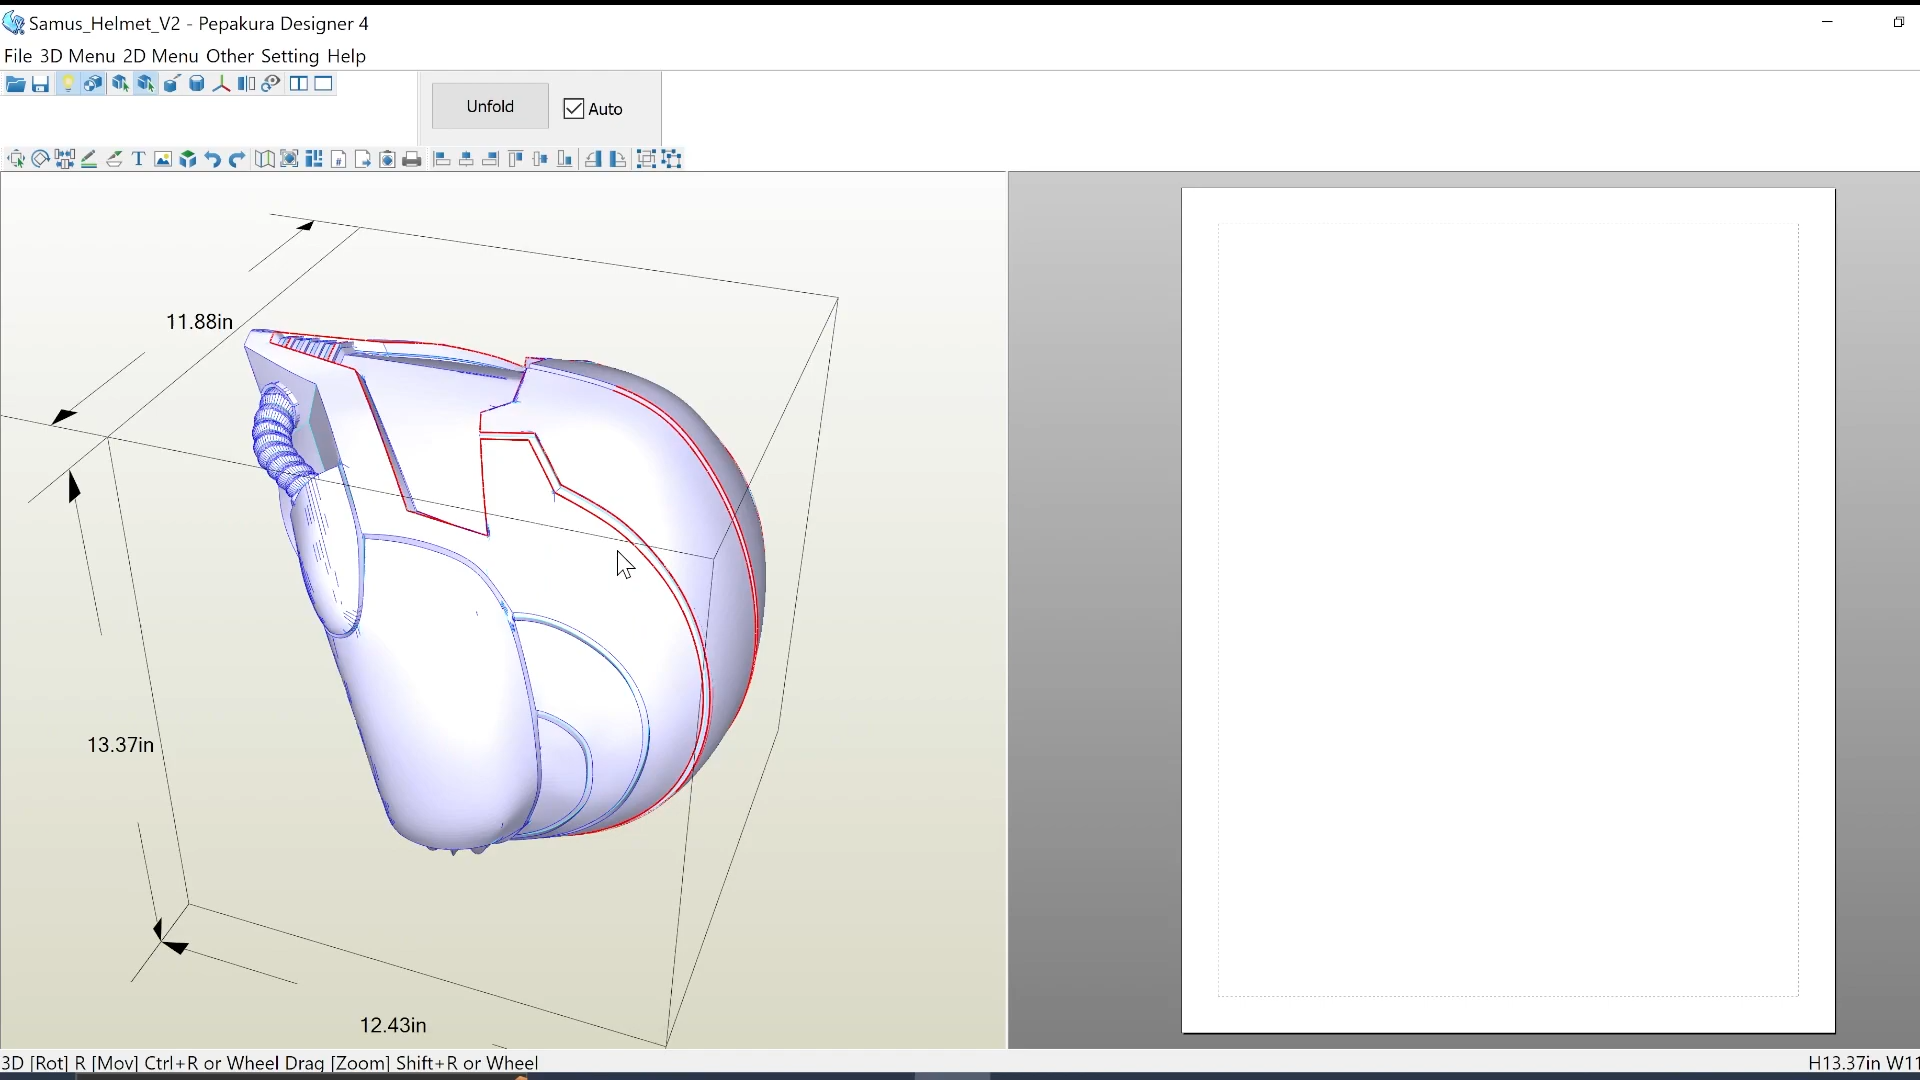 Samus_Helmet_V2 - Pepakura Designer 4
File 3D Menu 2D Menu Other Setting Help
Unfold
Auto
11.88in
13.37in
12.43in
3D [Rot] R [Mov] Ctrl+R or Wheel Drag [Zoom] Shift+R or Wheel
H13.37in W11